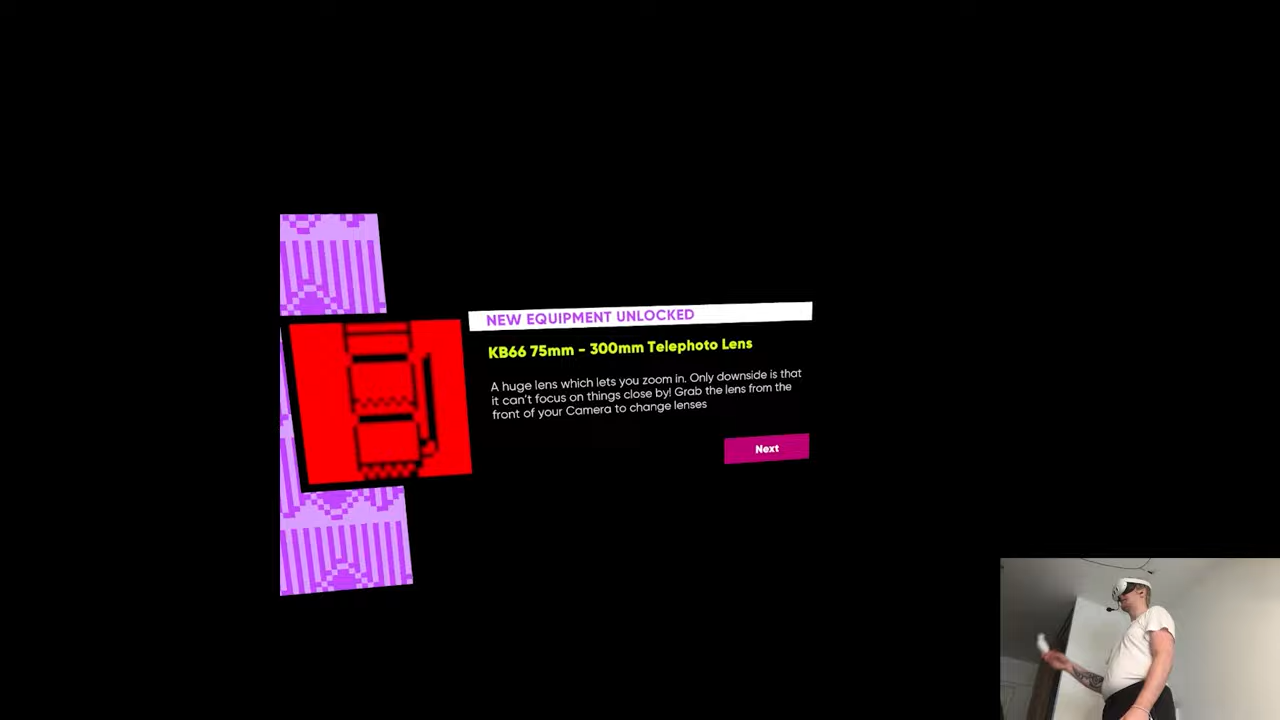 NEW EQUIPMENT UNLOCKED
KB66 75mm - 300mm Telephoto Lens
A huge lens which lets you zoom in. Only downside is that
it can't focus on things close by! Grab the lens from the
front of your Camera to change lenses
Next